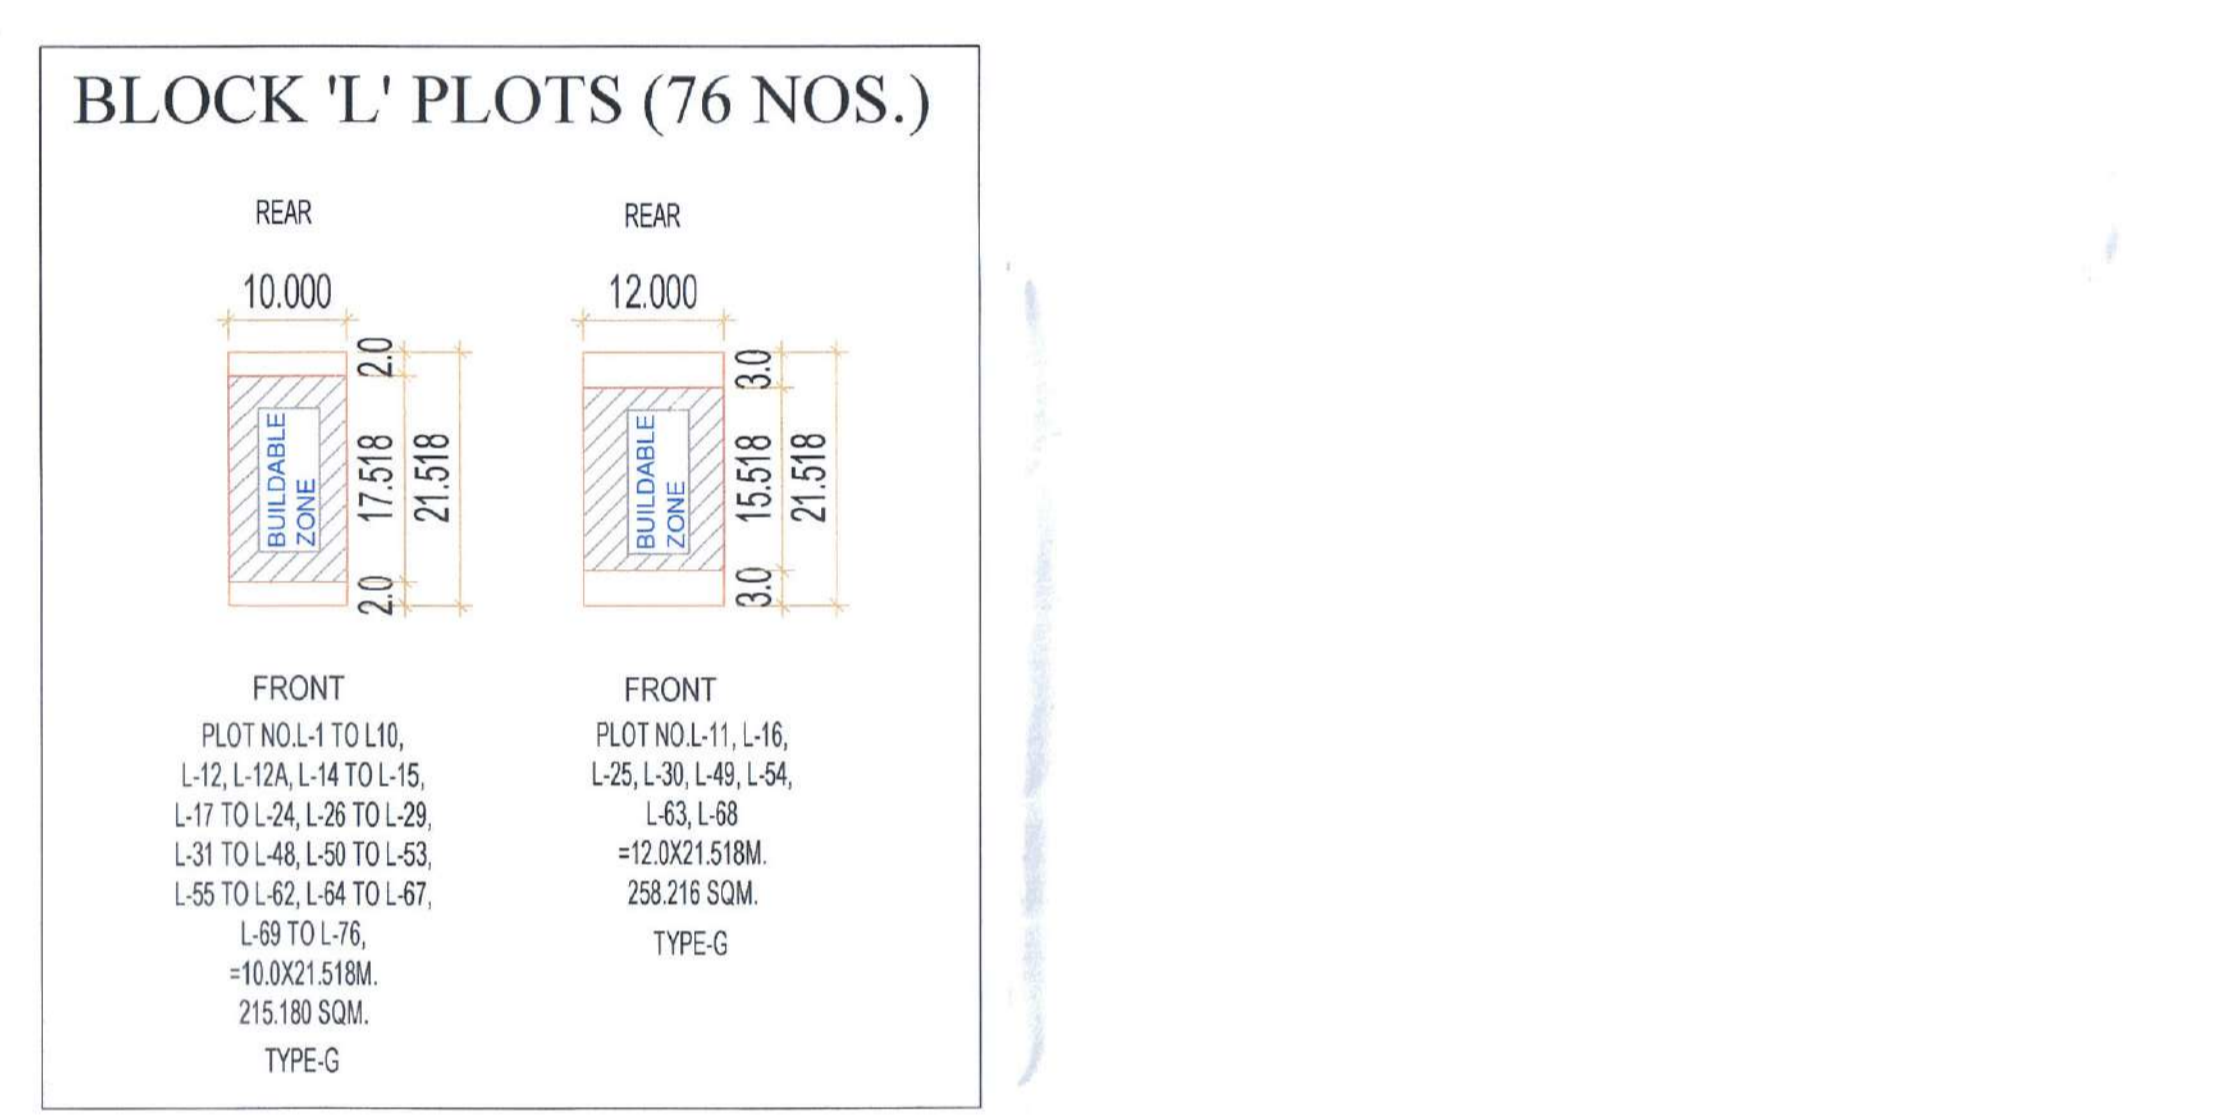 BLOCK 'L' PLOTS (76 NOS.)
REAR
10.000
2.0
17.518
21.518
2.0
BUILDABLE
ZONE
FRONT
PLOT NO.L-1 TO L10,
L-12, L-12A, L-14 TO L-15,
L-17 TO L-24, L-26 TO L-29,
L-31 TO L-48, L-50 TO L-53,
L-55 TO L-62, L-64 TO L-67,
L-69 TO L-76,
=10.0X21.518M.
215.180 SQM.
TYPE-G
REAR
12.000
3.0
15.518
21.518
3.0
BUILDABLE
ZONE
FRONT
PLOT NO.L-11, L-16,
L-25, L-30, L-49, L-54,
L-63, L-68
=12.0X21.518M.
258.216 SQM.
TYPE-G